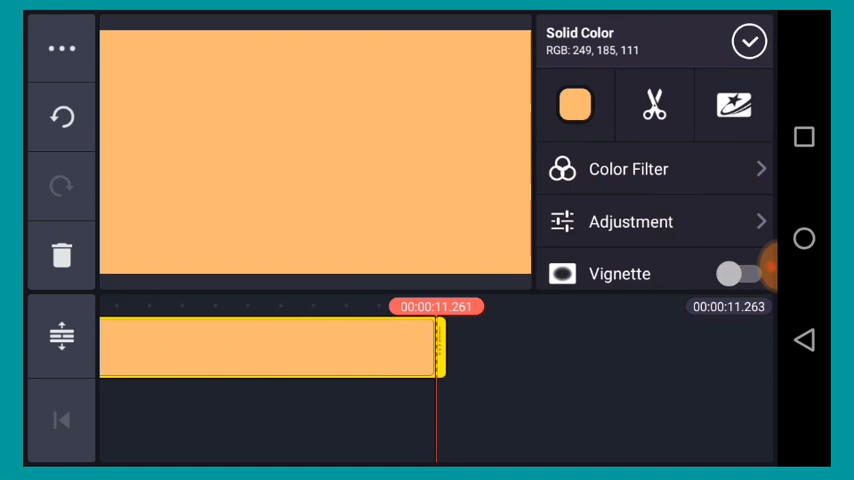 Solid Color
RGB: 249, 185, 111
Color Filter
Adjustment
Vignette
00:00:11.261
00:00:11.263